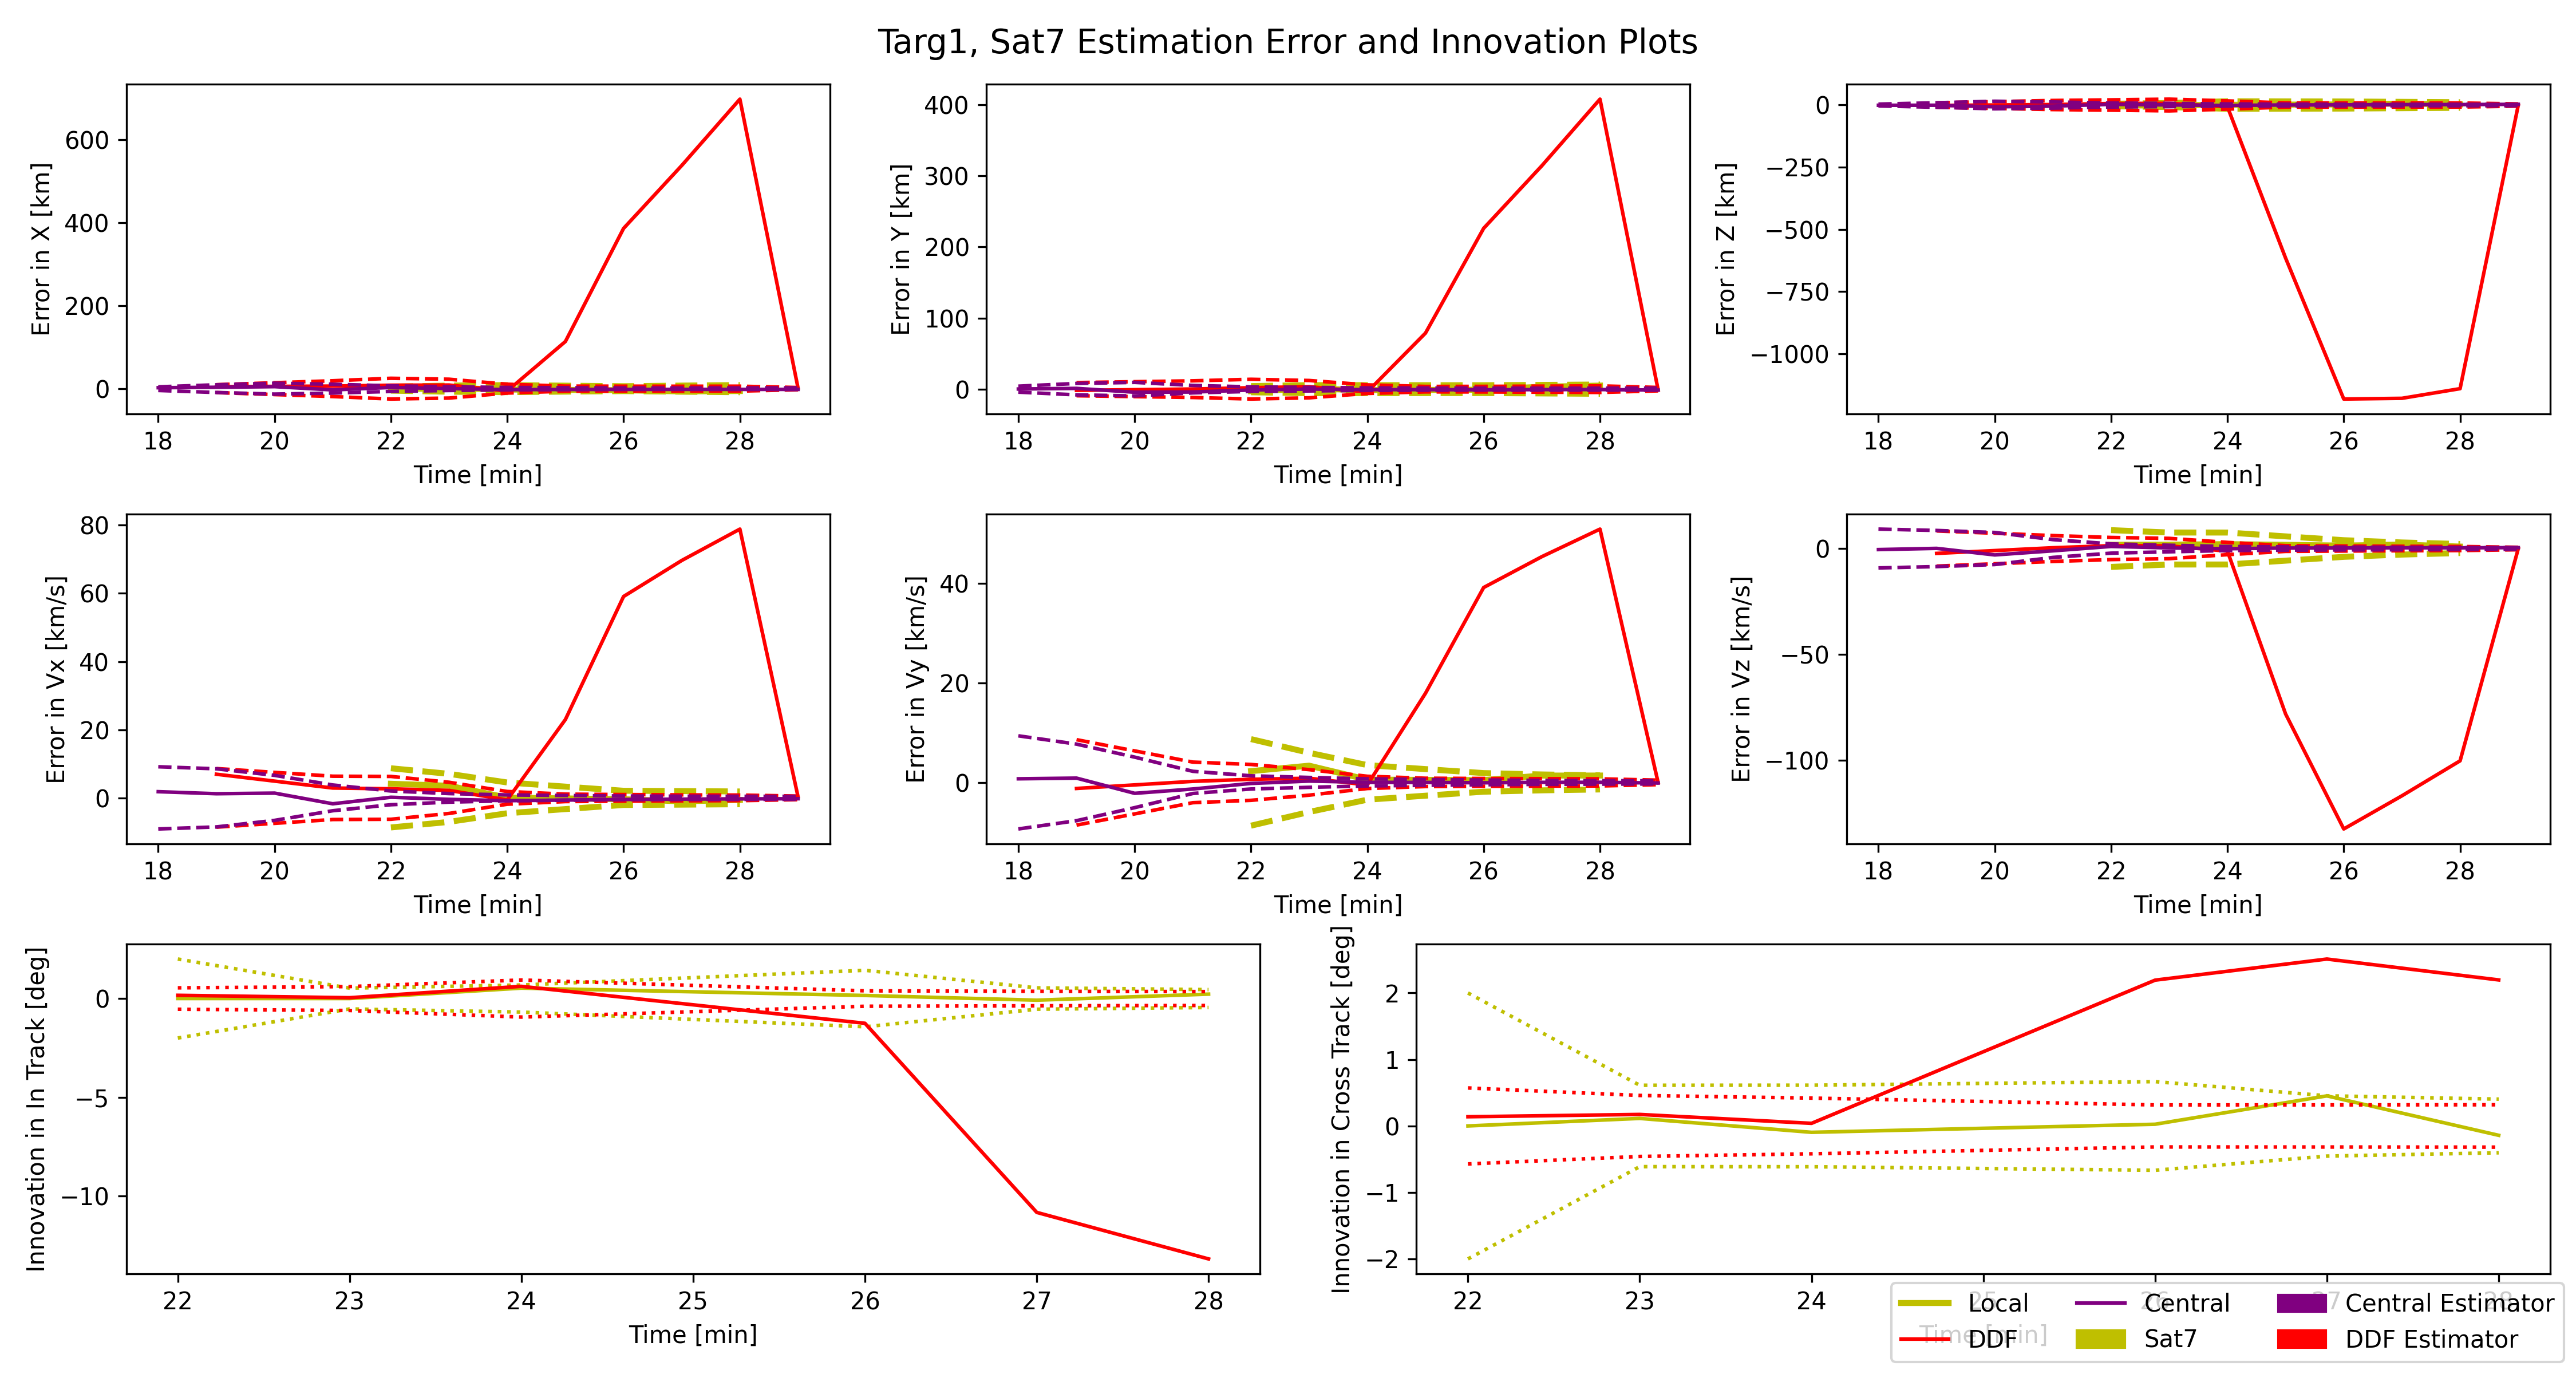 Targ1, Sat7 Estimation Error and Innovation Plots
Error in X [km]
600
400
200
0
18 20 22 24 26 28
Time [min]
Error in Y [km]
400
300
200
100
0
18 20 22 24 26 28
Time [min]
Error in Z [km]
0
−250
−500
−750
−1000
18 20 22 24 26 28
Time [min]
Error in Vx [km/s]
80
60
40
20
0
18 20 22 24 26 28
Time [min]
Error in Vy [km/s]
40
20
0
18 20 22 24 26 28
Time [min]
Error in Vz [km/s]
0
−50
−100
18 20 22 24 26 28
Time [min]
Innovation in In Track [deg]
0
−5
−10
22 23 24 25 26 27 28
Time [min]
Innovation in Cross Track [deg]
2
1
0
−1
−2
22 23 24 25 26 27 28
Time [min]
Local Central Central Estimator
DDF Sat7 DDF Estimator